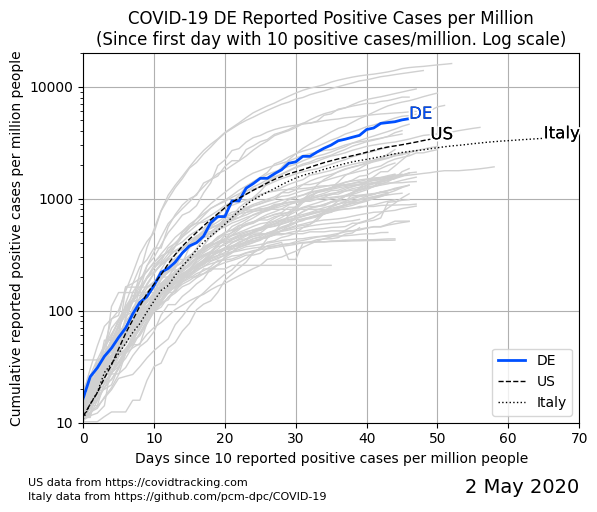 COVID-19 DE Reported Positive Cases per Million
(Since first day with 10 positive cases/million. Log scale)
Cumulative reported positive cases per million people
10000
1000
100
10
DE
US
Italy
DE
US
Italy
0 10 20 30 40 50 60 70
Days since 10 reported positive cases per million people
US data from https://covidtracking.com
Italy data from https://github.com/pcm-dpc/COVID-19
2 May 2020